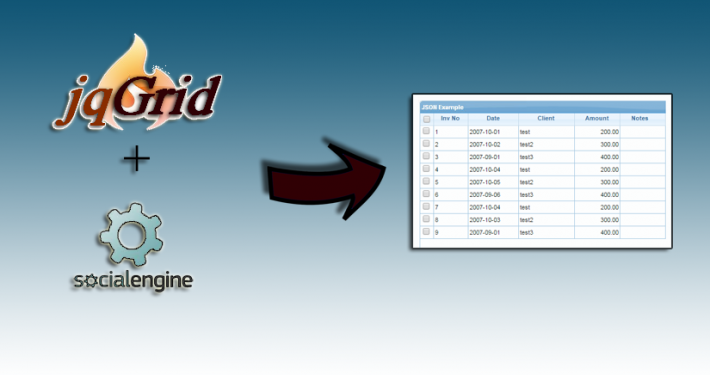 jqGrid
+
socialengine
JSON Example
Inv No Date Client Amount Notes
1 2007-10-01 test 200.00
2 2007-10-02 test2 300.00
3 2007-09-01 test3 400.00
4 2007-10-04 test 200.00
5 2007-10-05 test2 300.00
6 2007-09-06 test3 400.00
7 2007-10-04 test 200.00
8 2007-10-03 test2 300.00
9 2007-09-01 test3 400.00